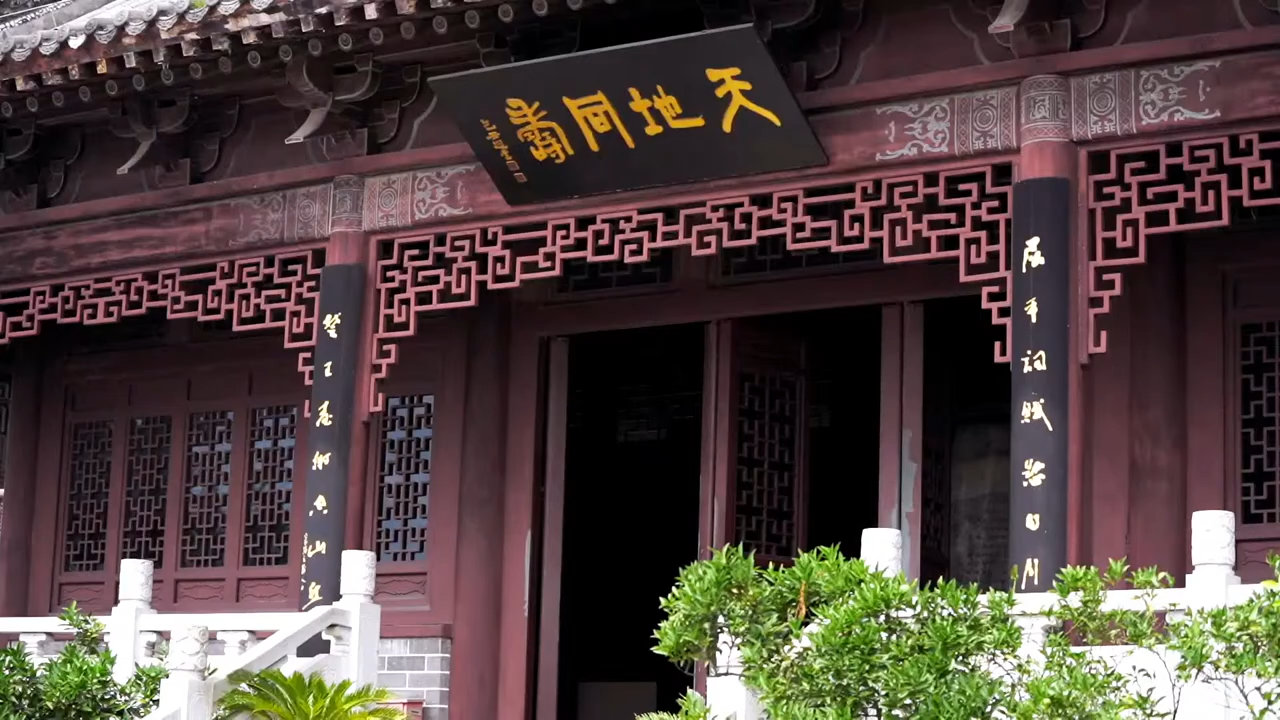 天地同壽
屈平詞賦懸日月
楚王臺榭空山丘